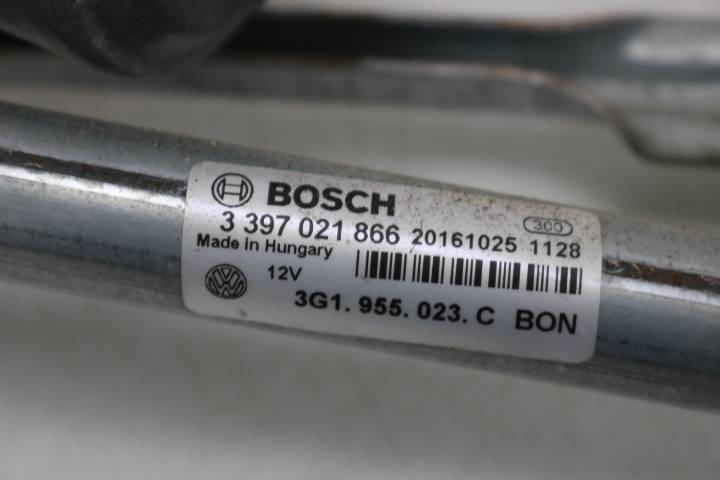 BOSCH
300
3 397 021 866 20161025 1128
Made in Hungary
12V
3G1. 955. 023. C BON